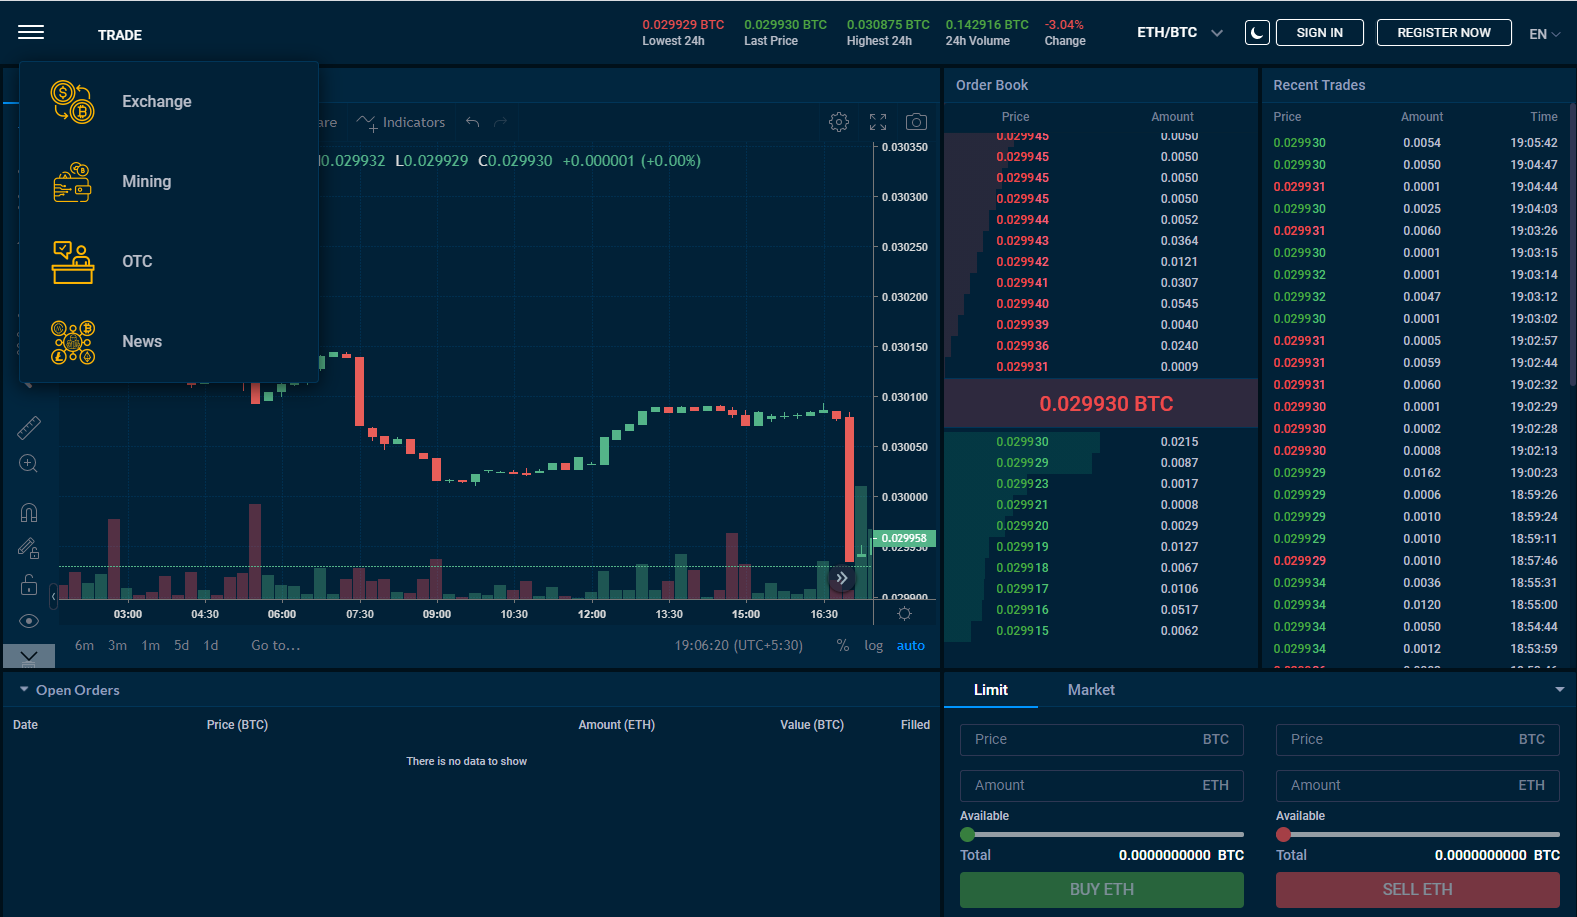 TRADE
0.029929 BTC
Lowest 24h
0.029930 BTC
Last Price
0.030875 BTC
Highest 24h
0.142916 BTC
24h Volume
-3.04%
Change
ETH/BTC
SIGN IN
REGISTER NOW
EN
Exchange
Mining
OTC
News
Indicators
0.029932 L0.029929 C0.029930 +0.000001 (+0.00%)
0.030350
0.030300
0.030250
0.030200
0.030150
0.030100
0.030050
0.030000
0.029958
0.029950
0.029900
03:00 04:30 06:00 07:30 09:00 10:30 12:00 13:30 15:00 16:30
6m 3m 1m 5d 1d Go to...
19:06:20 (UTC+5:30) % log auto
Order Book
Price Amount
0.029945 0.0050
0.029945 0.0050
0.029945 0.0050
0.029945 0.0050
0.029944 0.0052
0.029943 0.0364
0.029942 0.0121
0.029941 0.0307
0.029940 0.0545
0.029939 0.0040
0.029936 0.0240
0.029931 0.0009
0.029930 BTC
0.029930 0.0215
0.029929 0.0087
0.029923 0.0017
0.029921 0.0008
0.029920 0.0029
0.029919 0.0127
0.029918 0.0067
0.029917 0.0106
0.029916 0.0517
0.029915 0.0062
Recent Trades
Price Amount Time
0.029930 0.0054 19:05:42
0.029930 0.0050 19:04:47
0.029931 0.0001 19:04:44
0.029930 0.0025 19:04:03
0.029931 0.0060 19:03:26
0.029930 0.0001 19:03:15
0.029932 0.0001 19:03:14
0.029932 0.0047 19:03:12
0.029930 0.0001 19:03:02
0.029931 0.0005 19:02:57
0.029931 0.0059 19:02:44
0.029931 0.0060 19:02:32
0.029930 0.0001 19:02:29
0.029930 0.0002 19:02:28
0.029930 0.0008 19:02:13
0.029929 0.0162 19:00:23
0.029929 0.0006 18:59:26
0.029929 0.0010 18:59:24
0.029929 0.0010 18:59:11
0.029929 0.0010 18:57:46
0.029934 0.0036 18:55:31
0.029934 0.0120 18:55:00
0.029934 0.0050 18:54:44
0.029934 0.0012 18:53:59
Open Orders
Date Price (BTC) Amount (ETH) Value (BTC) Filled
There is no data to show
Limit Market
Price BTC
Amount ETH
Available
Total 0.0000000000 BTC
BUY ETH
Price BTC
Amount ETH
Available
Total 0.0000000000 BTC
SELL ETH